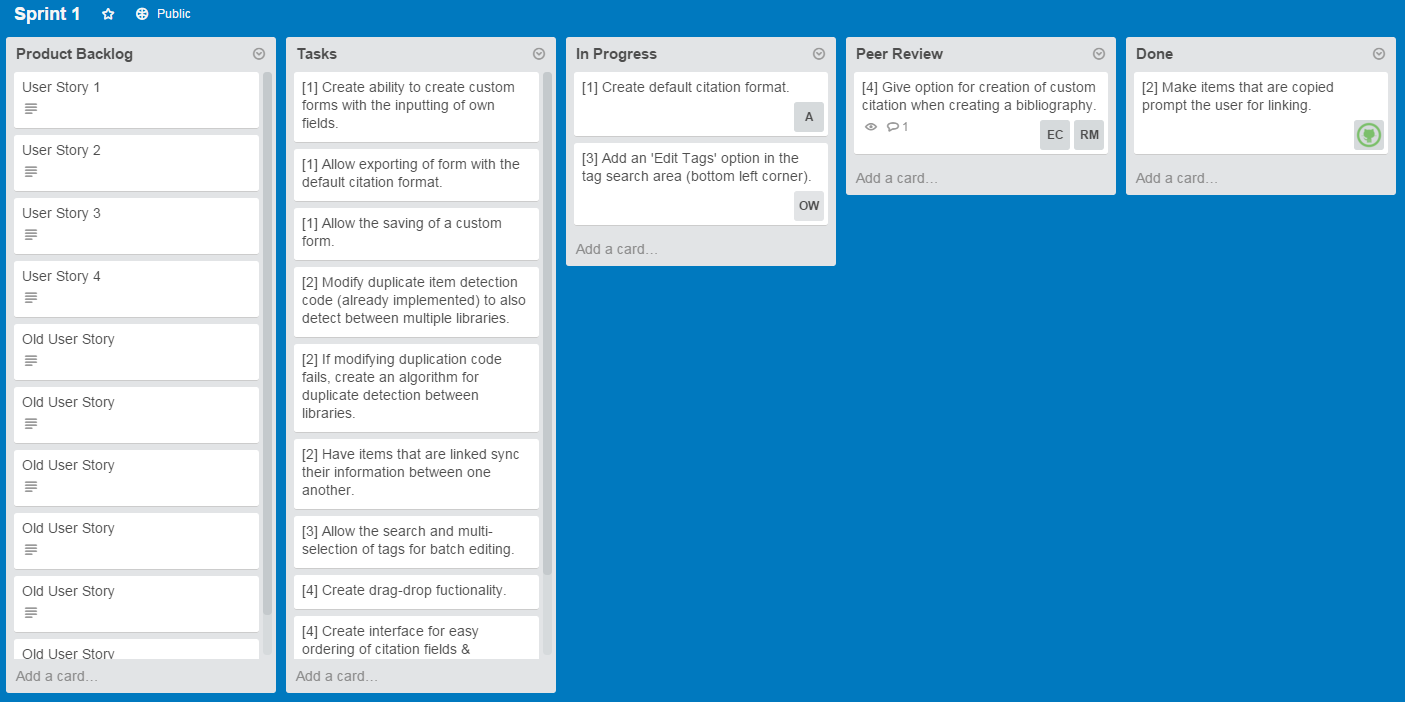 Sprint 1
Public
Product Backlog
User Story 1
User Story 2
User Story 3
User Story 4
Old User Story
Old User Story
Old User Story
Old User Story
Old User Story
Old User Story
Add a card…
Tasks
[1] Create ability to create custom
forms with the inputting of own
fields.
[1] Allow exporting of form with the
default citation format.
[1] Allow the saving of a custom
form.
[2] Modify duplicate item detection
code (already implemented) to also
detect between multiple libraries.
[2] If modifying duplication code
fails, create an algorithm for
duplicate detection between
libraries.
[2] Have items that are linked sync
their information between one
another.
[3] Allow the search and multi-
selection of tags for batch editing.
[4] Create drag-drop fuctionality.
[4] Create interface for easy
ordering of citation fields &
Add a card…
In Progress
[1] Create default citation format.
A
[3] Add an 'Edit Tags' option in the
tag search area (bottom left corner).
OW
Add a card…
Peer Review
[4] Give option for creation of custom
citation when creating a bibliography.
1
EC RM
Add a card…
Done
[2] Make items that are copied
prompt the user for linking.
Add a card…